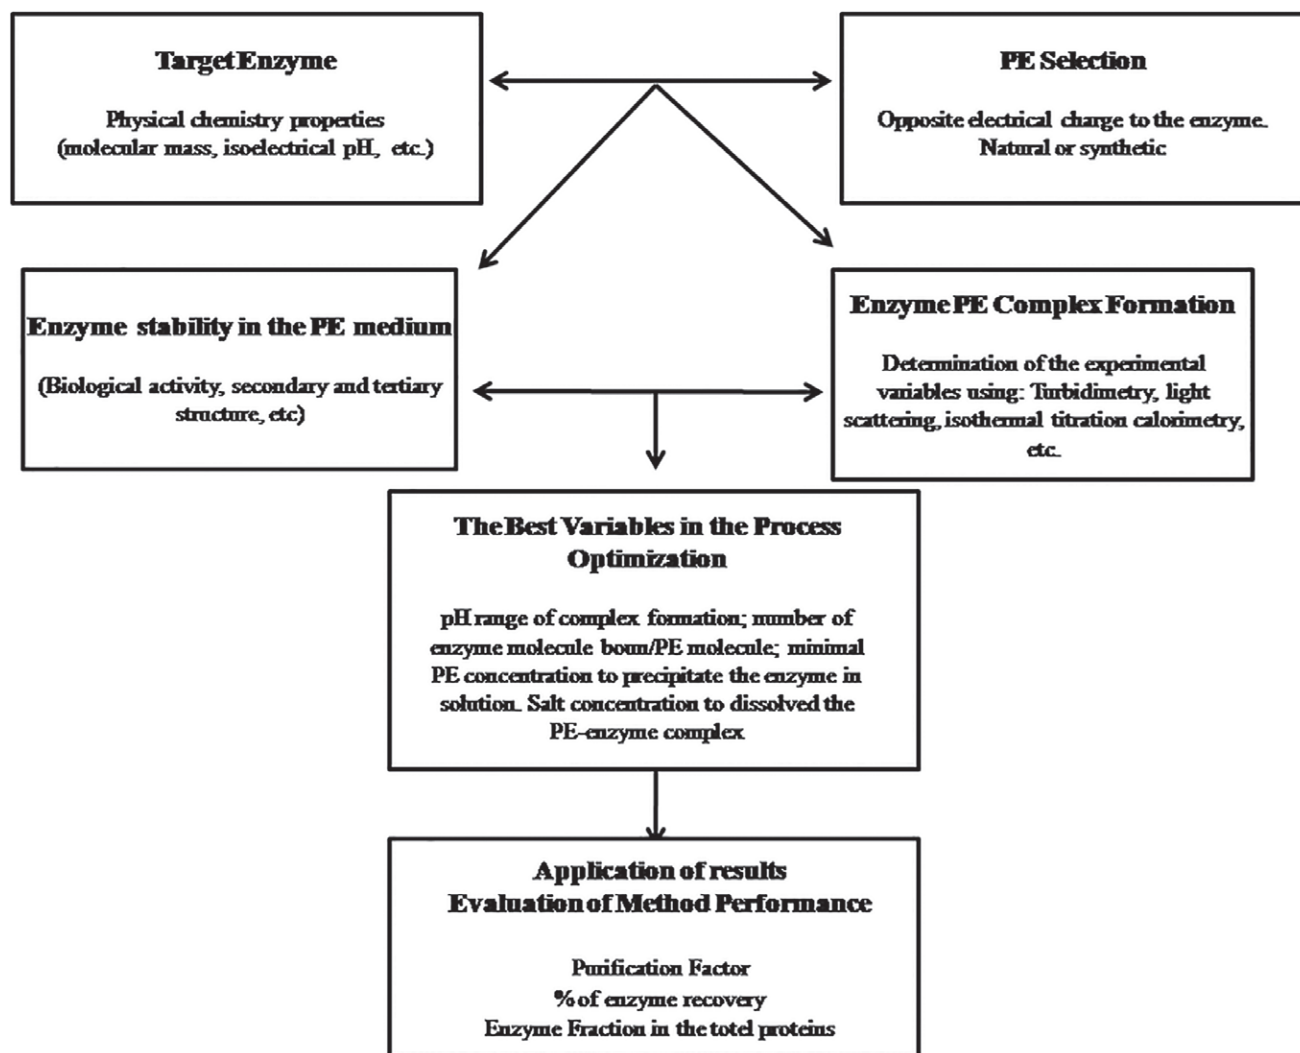 Target Enzyme
Physical chemistry properties
(molecular mass, isoelectrical pH, etc.)
PE Selection
Opposite electrical charge to the enzyme.
Natural or synthetic
Enzyme stability in the PE medium
(Biological activity, secondary and tertiary
structure, etc)
Enzyme PE Complex Formation
Determination of the experimental
variables using: Turbidimetry, light
scattering, isothermal titration calorimetry,
etc.
The Best Variables in the Process
Optimization
pH range of complex formation; number of
enzyme molecule boun/PE molecule; minimal
PE concentration to precipitate the enzyme in
solution. Salt concentration to dissolved the
PE-enzyme complex
Application of results
Evaluation of Method Performance
Purification Factor
% of enzyme recovery
Enzyme Fraction in the totel proteins